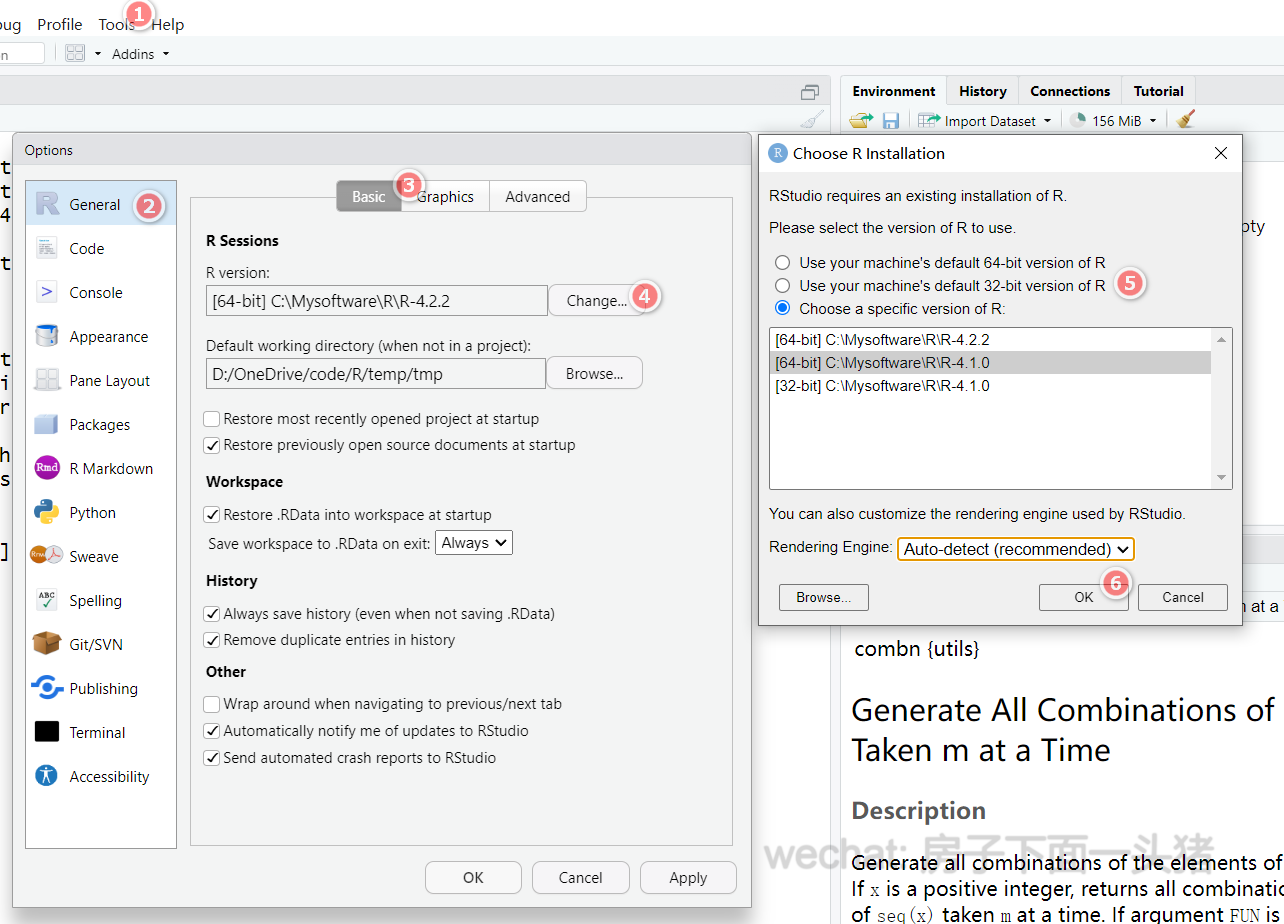 ug Profile Tools Help
1
n Addins
Environment History Connections Tutorial
Import Dataset 156 MiB
Options
General 2
Code
Console
Appearance
Pane Layout
Packages
Rmd R Markdown
Python
Rnw Sweave
ABC Spelling
Git/SVN
Publishing
Terminal
Accessibility
Basic 3 Graphics Advanced
R Sessions
R version:
[64-bit] C:\Mysoftware\R\R-4.2.2 Change... 4
Default working directory (when not in a project):
D:/OneDrive/code/R/temp/tmp Browse...
Restore most recently opened project at startup
Restore previously open source documents at startup
Workspace
Restore .RData into workspace at startup
Save workspace to .RData on exit: Always
History
Always save history (even when not saving .RData)
Remove duplicate entries in history
Other
Wrap around when navigating to previous/next tab
Automatically notify me of updates to RStudio
Send automated crash reports to RStudio
OK Cancel Apply
R Choose R Installation
RStudio requires an existing installation of R.
Please select the version of R to use.
Use your machine's default 64-bit version of R
Use your machine's default 32-bit version of R 5
Choose a specific version of R:
[64-bit] C:\Mysoftware\R\R-4.2.2
[64-bit] C:\Mysoftware\R\R-4.1.0
[32-bit] C:\Mysoftware\R\R-4.1.0
You can also customize the rendering engine used by RStudio.
Rendering Engine: Auto-detect (recommended)
6
Browse... OK Cancel
pty
n at a
combn {utils}
Generate All Combinations of
Taken m at a Time
Description
wechat: 房子下面一头猪
Generate all combinations of the elements of
If x is a positive integer, returns all combinatic
of seq(x) taken m at a time. If argument FUN is